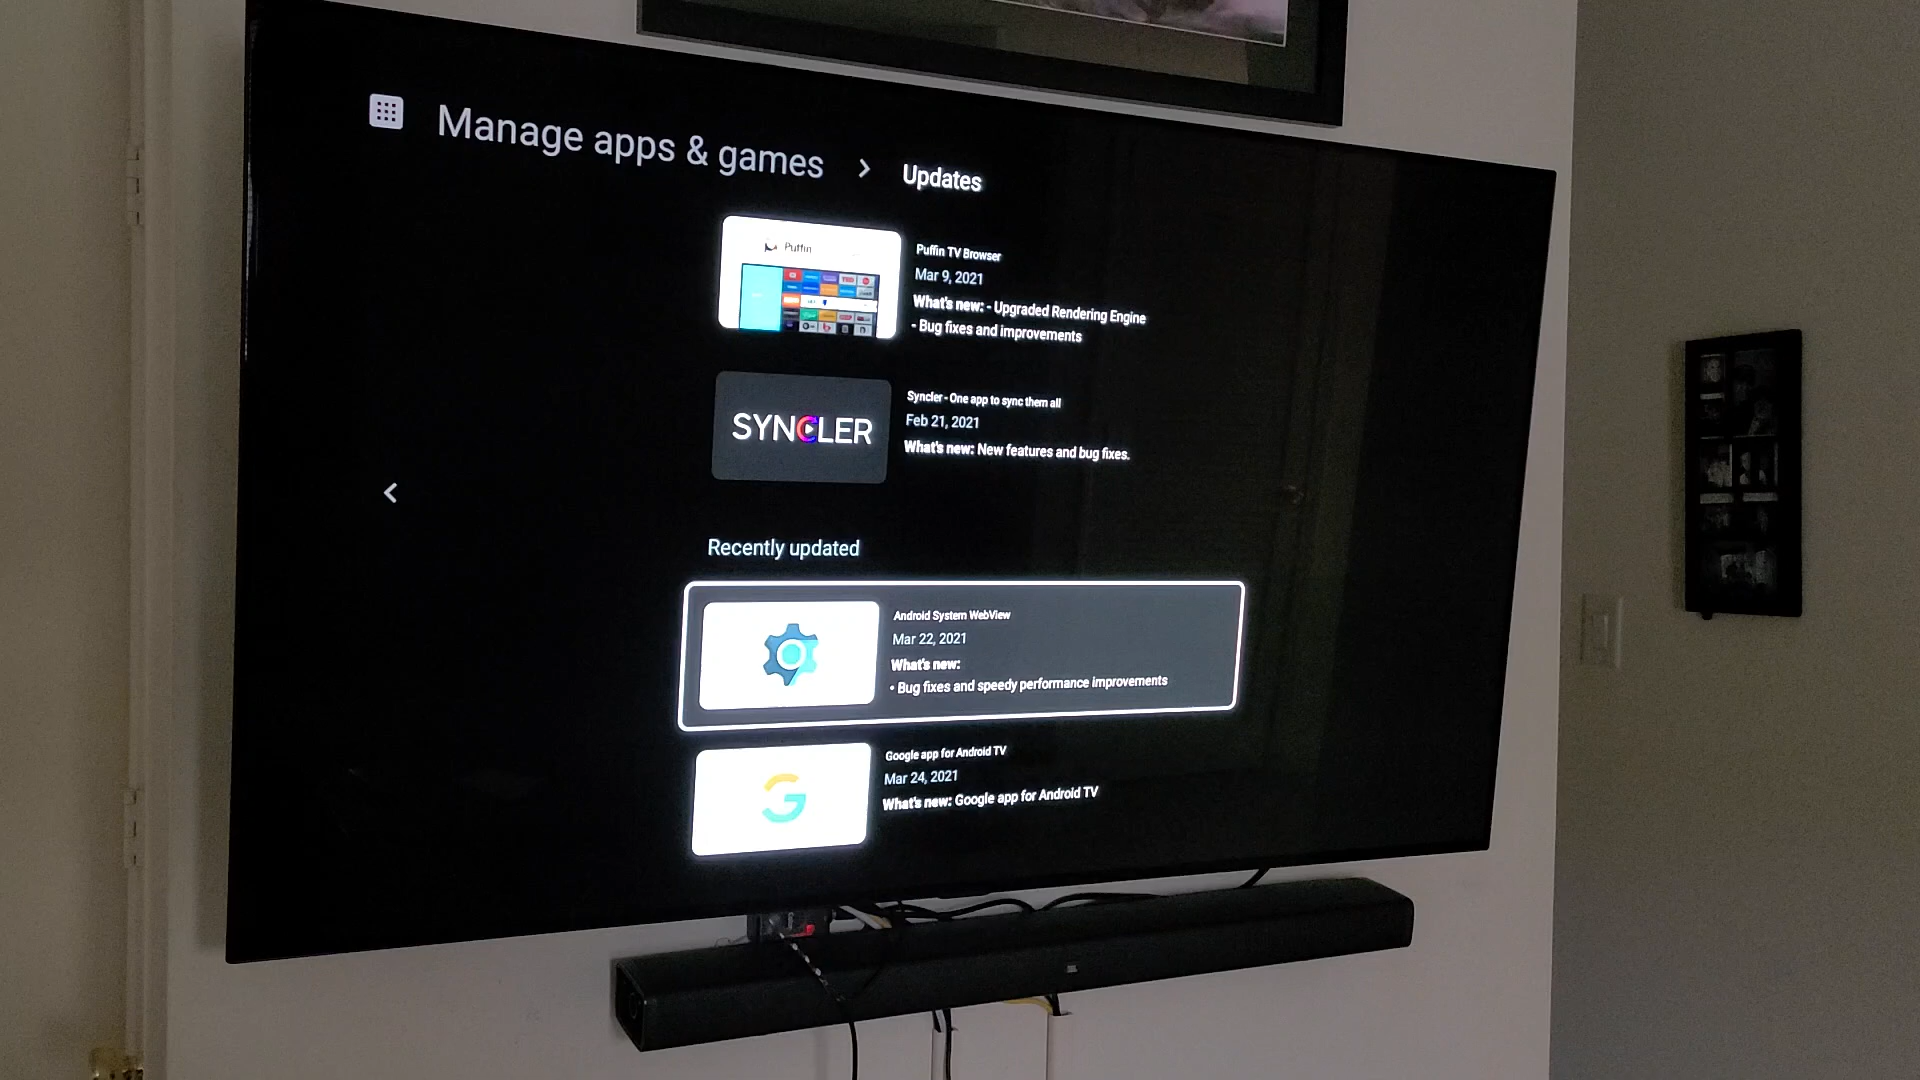 Manage apps & games > Updates
Puffin
Puffin TV Browser
Mar 9, 2021
What's new: - Upgraded Rendering Engine
- Bug fixes and improvements
SYNCLER
Syncler - One app to sync them all
Feb 21, 2021
What's new: New features and bug fixes.
Recently updated
Android System WebView
Mar 22, 2021
What's new:
• Bug fixes and speedy performance improvements
G
Google app for Android TV
Mar 24, 2021
What's new: Google app for Android TV